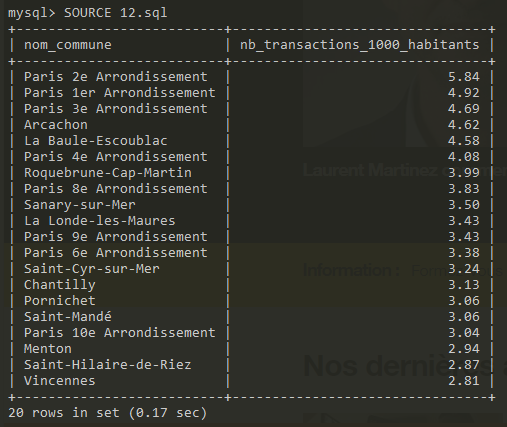 mysql> SOURCE 12.sql
+--------------------------+-------------------------------+
| nom_commune              | nb_transactions_1000_habitants |
+--------------------------+-------------------------------+
| Paris 2e Arrondissement  | 5.84 |
| Paris 1er Arrondissement | 4.92 |
| Paris 3e Arrondissement  | 4.69 |
| Arcachon                 | 4.62 |
| La Baule-Escoublac       | 4.58 |
| Paris 4e Arrondissement  | 4.08 |
| Roquebrune-Cap-Martin    | 3.99 |
| Paris 8e Arrondissement  | 3.83 |
| Sanary-sur-Mer           | 3.50 |
| La Londe-les-Maures      | 3.43 |
| Paris 9e Arrondissement  | 3.43 |
| Paris 6e Arrondissement  | 3.38 |
| Saint-Cyr-sur-Mer        | 3.24 |
| Chantilly                | 3.13 |
| Pornichet                | 3.06 |
| Saint-Mandé              | 3.06 |
| Paris 10e Arrondissement | 3.04 |
| Menton                   | 2.94 |
| Saint-Hilaire-de-Riez    | 2.87 |
| Vincennes                | 2.81 |
+--------------------------+-------------------------------+
20 rows in set (0.17 sec)
Laurent Martinez
Information :
Nos dernières